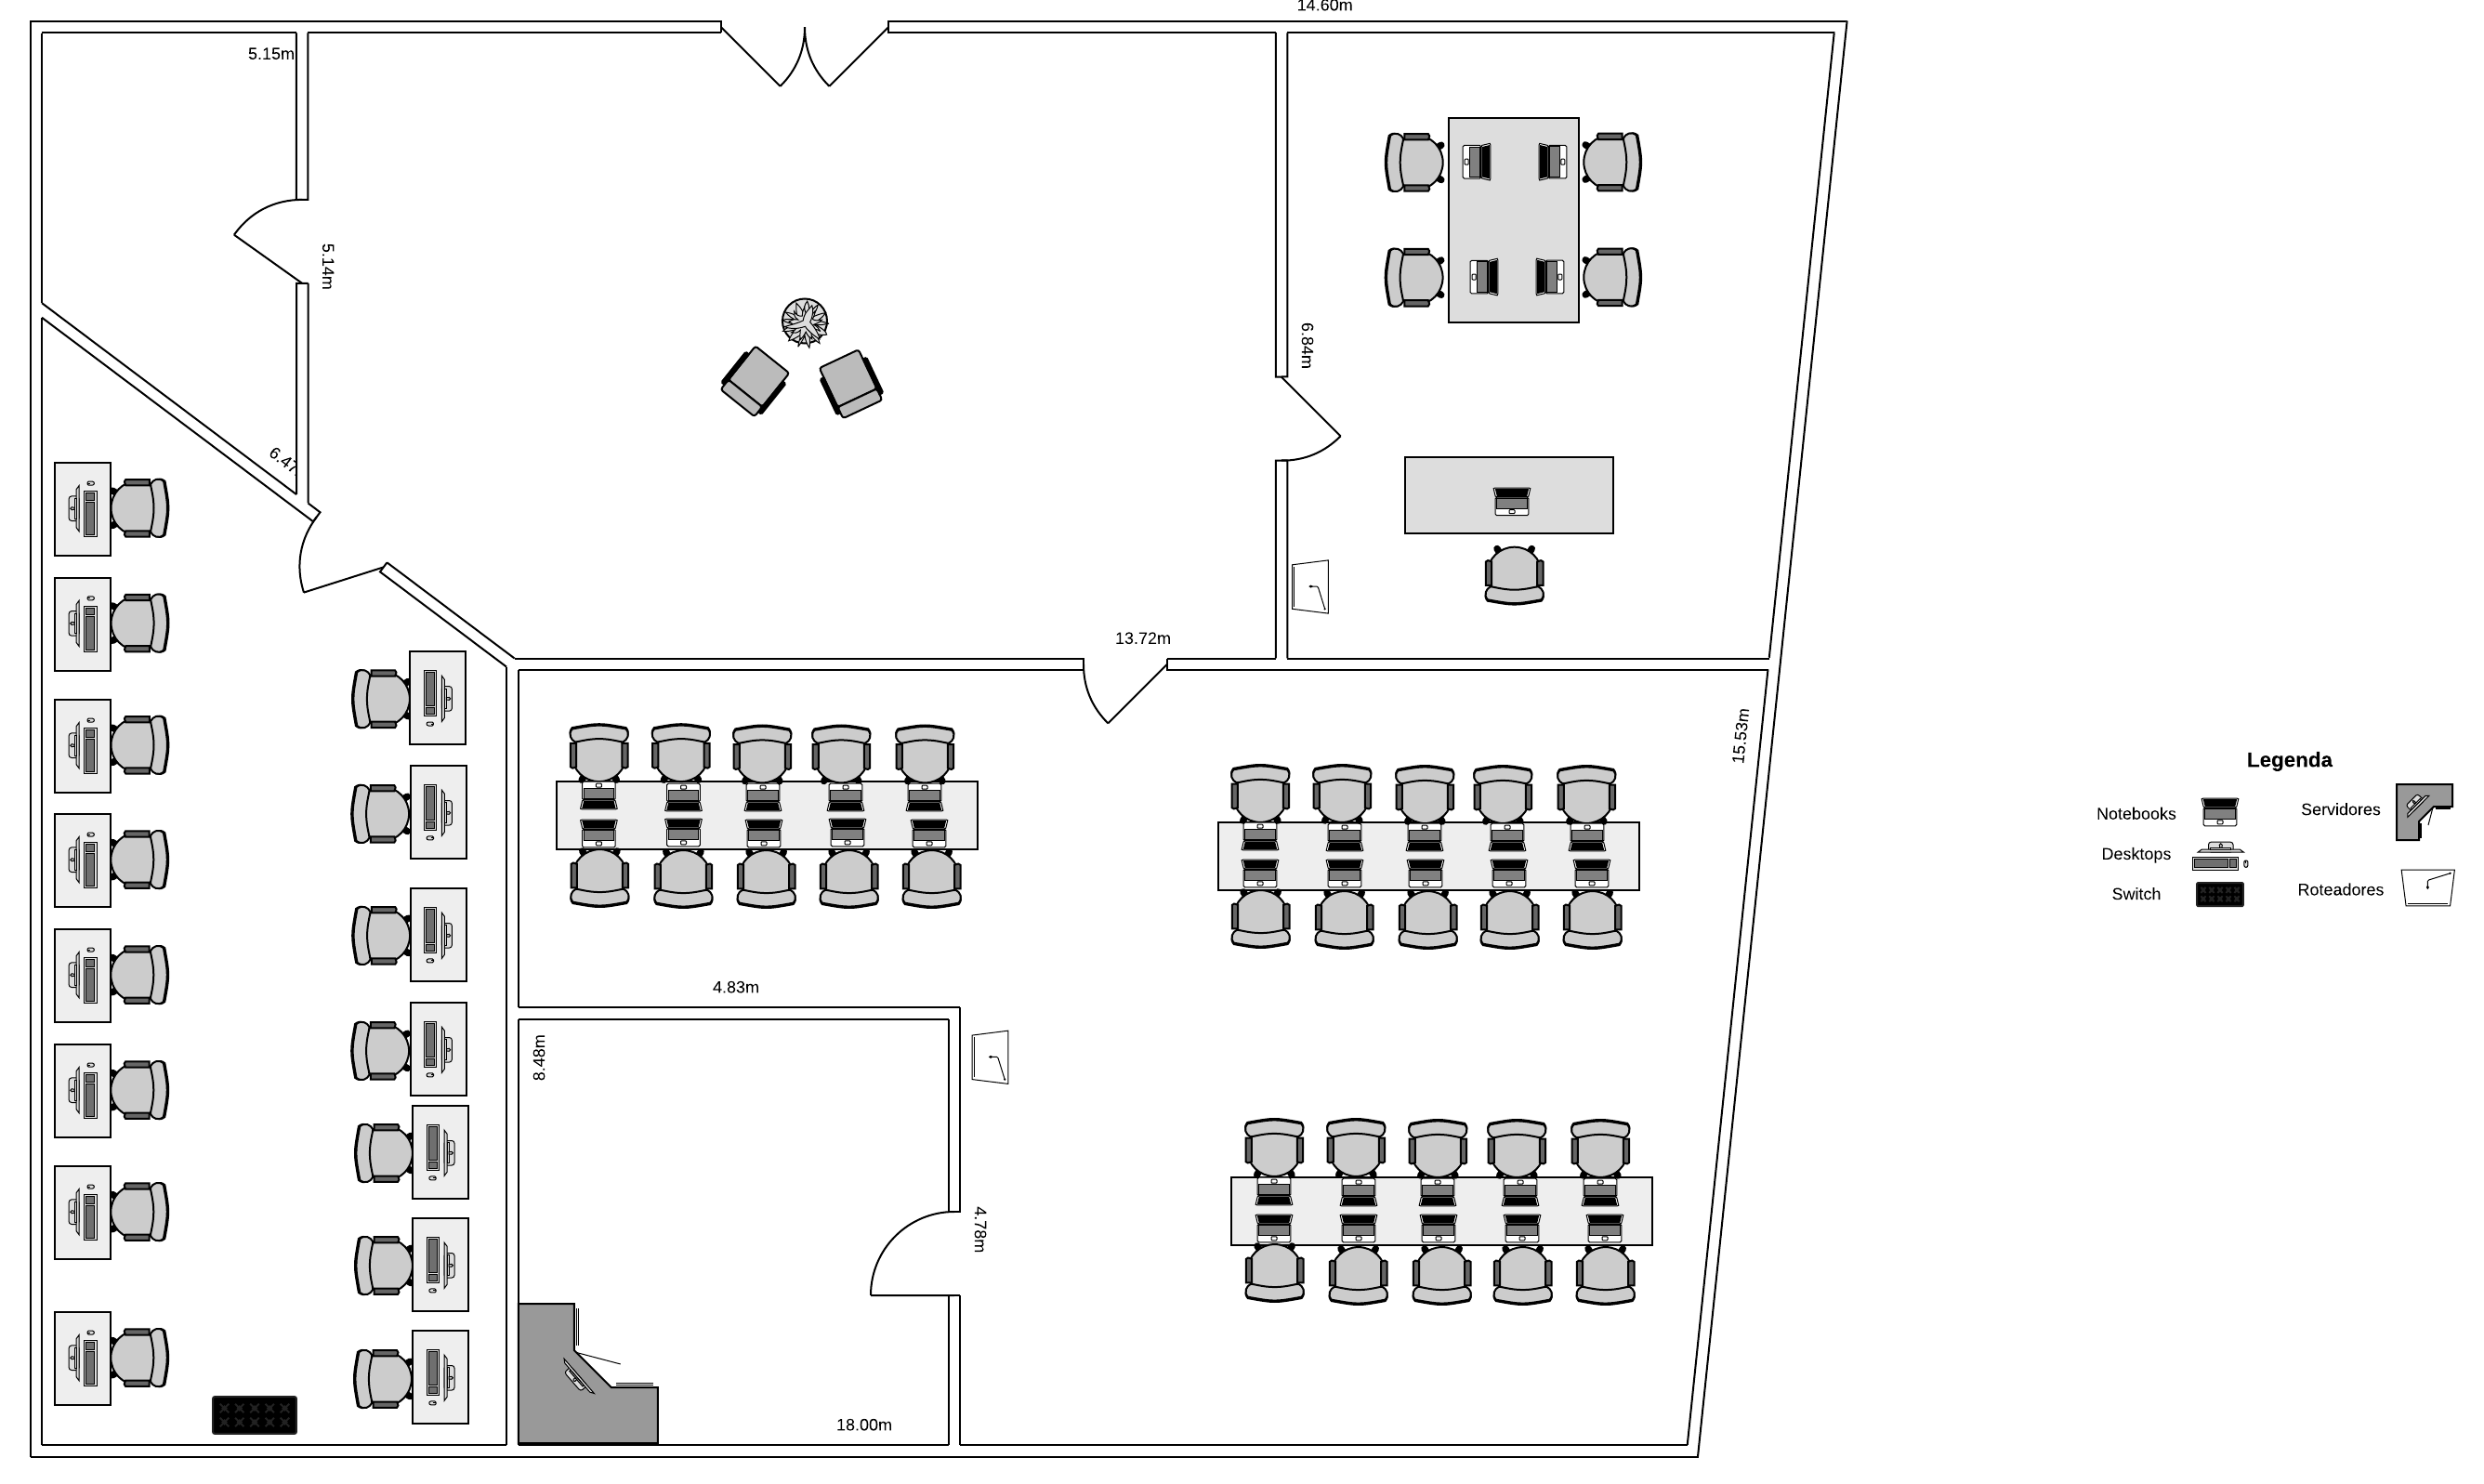 14.60m
5.15m
5.14m
6.84m
6.47
13.72m
15.53m
Legenda
Notebooks
Servidores
Desktops
Switch
Roteadores
4.83m
8.48m
4.78m
18.00m